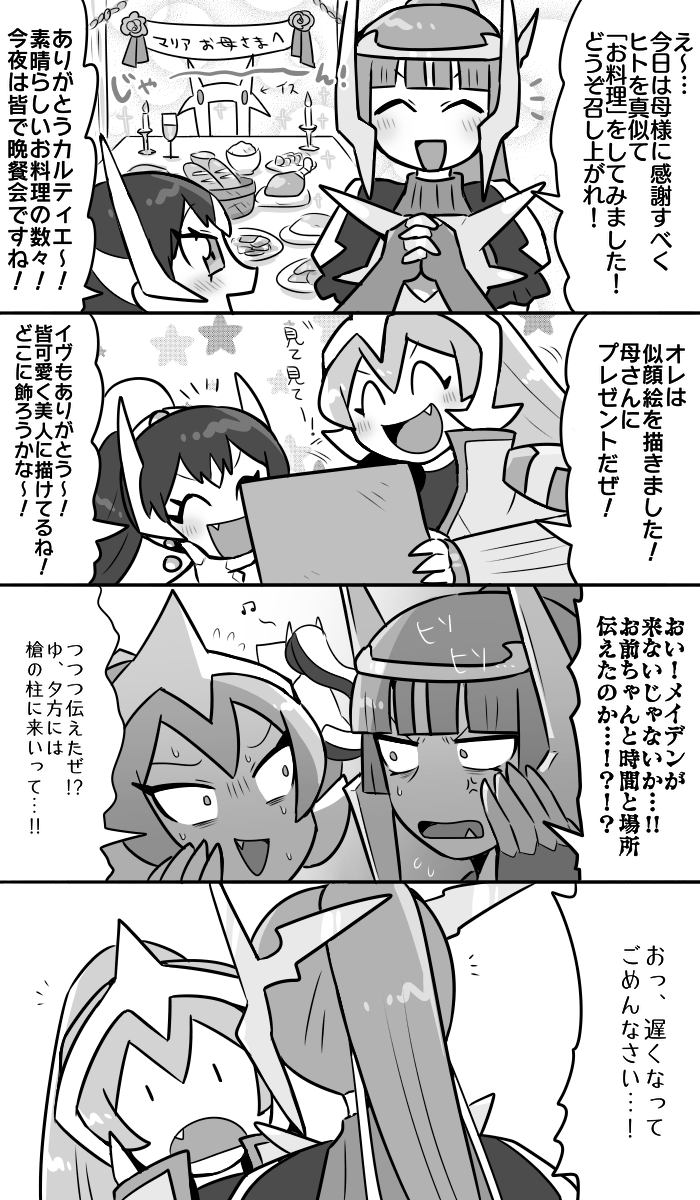 え～…
今日は母様に感謝すべく
ヒトを真似て
「お料理」をしてみました！
どうぞ召し上がれ！
マリアお母さまへ
じゃーーん！
←イス
ありがとうカルティエ～！
素晴らしいお料理の数々！
今夜は皆で晩餐会ですね！
オレは
似顔絵を描きました！
母さんに
プレゼントだぜ！
見て見てー！
イヴもありがとう～！
皆可愛く美人に描けてるね！
どこに飾ろうかな～！
おい！メイデンが
来ないじゃないか…!!
お前ちゃんと時間と場所
伝えたのか…！？！？
ヒソ
ヒソ
つつつ伝えたぜ!?
ゆ、夕方には
槍の柱に来いって…!!
おっ、遅くなって
ごめんなさい…！